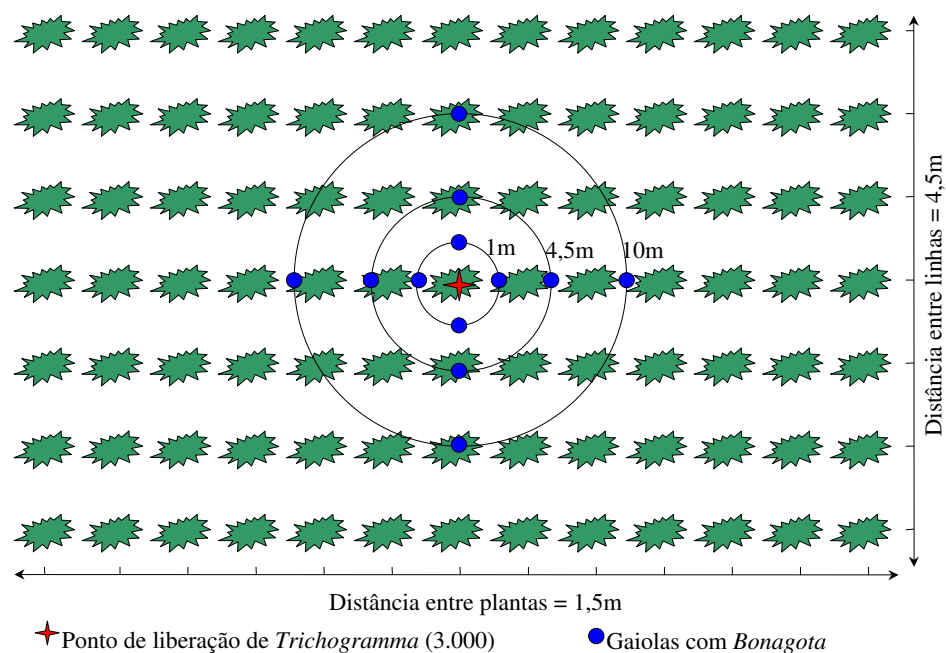 1m
4,5m
10m
Distância entre linhas = 4,5m
Distância entre plantas = 1,5m
Ponto de liberação de Trichogramma (3.000)
Gaiolas com Bonagota